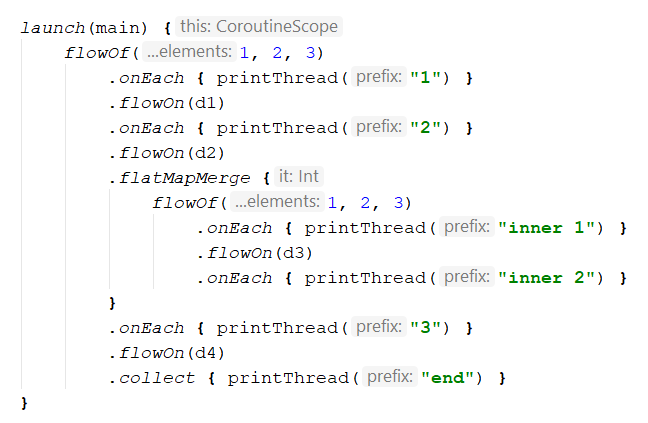 launch(main) { this: CoroutineScope
flowOf( ...elements: 1, 2, 3)
.onEach { printThread( prefix: "1") }
.flowOn(d1)
.onEach { printThread( prefix: "2") }
.flowOn(d2)
.flatMapMerge { it: Int
flowOf( ...elements: 1, 2, 3)
.onEach { printThread( prefix: "inner 1") }
.flowOn(d3)
.onEach { printThread( prefix: "inner 2") }
}
.onEach { printThread( prefix: "3") }
.flowOn(d4)
.collect { printThread( prefix: "end") }
}